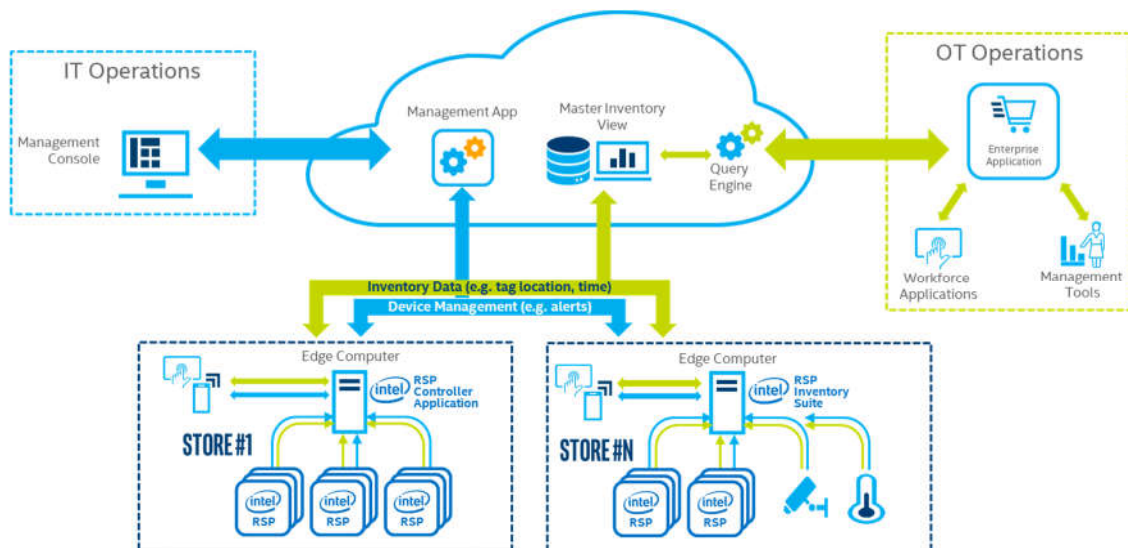 IT Operations
Management
Console
Management App
Master Inventory
View
Query
Engine
OT Operations
Enterprise
Application
Workforce
Applications
Management
Tools
Inventory Data (e.g. tag location, time)
Device Management (e.g. alerts)
Edge Computer
intel
RSP
Controller
Application
STORE #1
intel
RSP
intel
RSP
intel
RSP
Edge Computer
intel
RSP
Inventory
Suite
STORE #N
intel
RSP
intel
RSP